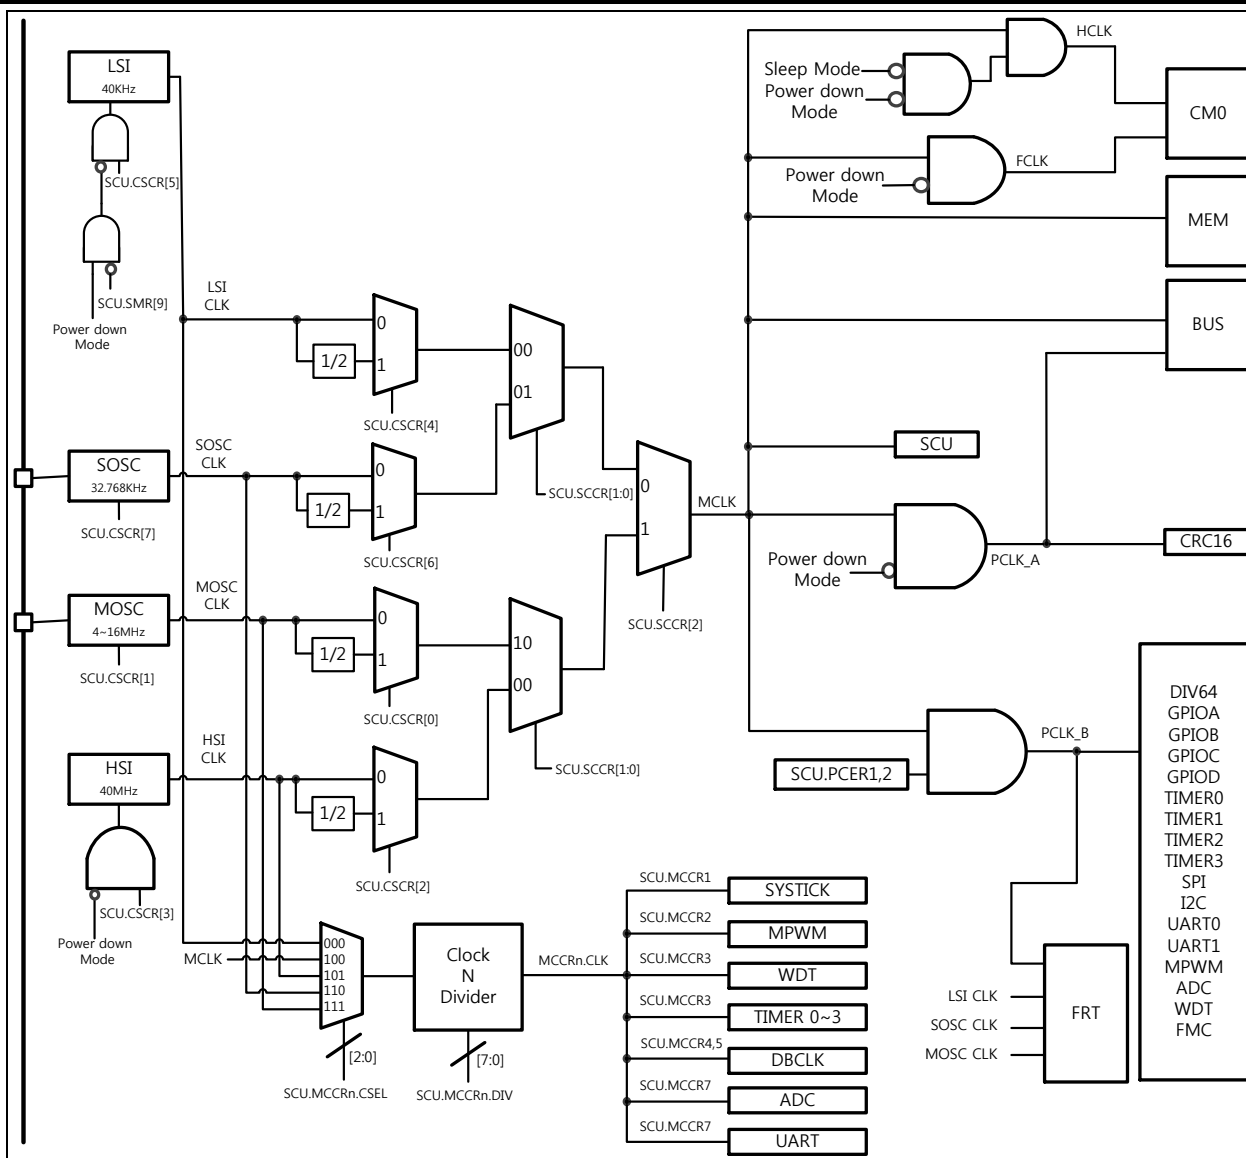 LSI
40KHz
SCU.CSCR[5]
SCU.SMR[9]
Power down
Mode
LSI
CLK
0
1/2
1
SCU.CSCR[4]
00
01
SCU.SCCR[1:0]
SOSC
32.768KHz
SCU.CSCR[7]
SOSC
CLK
0
1/2
1
SCU.CSCR[6]
0
1
SCU.SCCR[2]
MCLK
MOSC
4~16MHz
SCU.CSCR[1]
MOSC
CLK
0
1/2
1
SCU.CSCR[0]
10
00
SCU.SCCR[1:0]
HSI
40MHz
SCU.CSCR[3]
Power down
Mode
HSI
CLK
0
1/2
1
SCU.CSCR[2]
MCLK
000
100
101
110
111
[2:0]
SCU.MCCRn.CSEL
Clock
N
Divider
[7:0]
SCU.MCCRn.DIV
MCCRn.CLK
SCU.MCCR1
SYSTICK
SCU.MCCR2
MPWM
SCU.MCCR3
WDT
SCU.MCCR3
TIMER 0~3
SCU.MCCR4,5
DBCLK
SCU.MCCR7
ADC
SCU.MCCR7
UART
Sleep Mode
Power down
Mode
HCLK
Power down
Mode
FCLK
CM0
MEM
BUS
SCU
Power down
Mode
PCLK_A
CRC16
SCU.PCER1,2
PCLK_B
DIV64
GPIOA
GPIOB
GPIOC
GPIOD
TIMER0
TIMER1
TIMER2
TIMER3
SPI
I2C
UART0
UART1
MPWM
ADC
WDT
FMC
LSI CLK
SOSC CLK
MOSC CLK
FRT